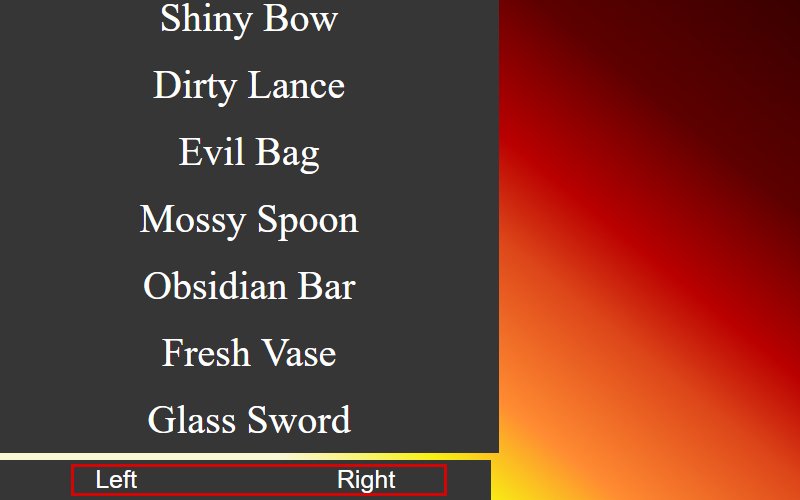 Shiny Bow
Dirty Lance
Evil Bag
Mossy Spoon
Obsidian Bar
Fresh Vase
Glass Sword
Left Right